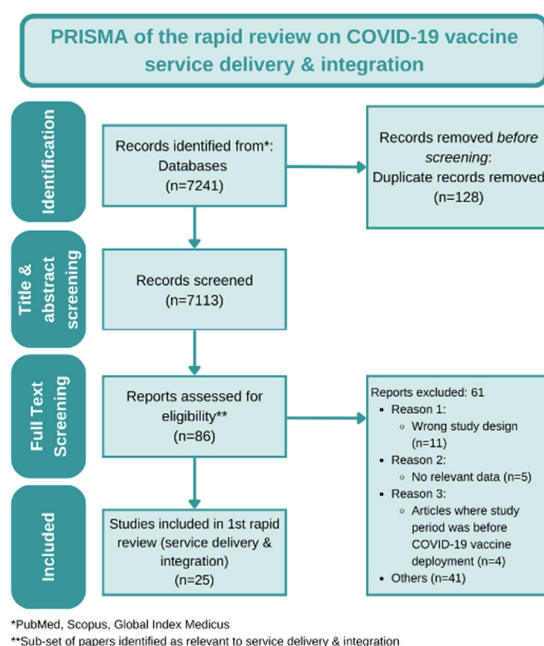 PRISMA of the rapid review on COVID-19 vaccine
service delivery & integration
Identification
Records identified from*:
Databases
(n=7241)
Records removed before
screening:
Duplicate records removed
(n=128)
Title &
abstract
screening
Records screened
(n=7113)
Full Text
Screening
Reports assessed for
eligibility**
(n=86)
Reports excluded: 61
• Reason 1:
○ Wrong study design
(n=11)
• Reason 2:
○ No relevant data (n=5)
• Reason 3:
○ Articles where study
period was before
COVID-19 vaccine
deployment (n=4)
• Others (n=41)
Included
Studies included in 1st rapid
review (service delivery &
integration)
(n=25)
*PubMed, Scopus, Global Index Medicus
**Sub-set of papers identified as relevant to service delivery & integration